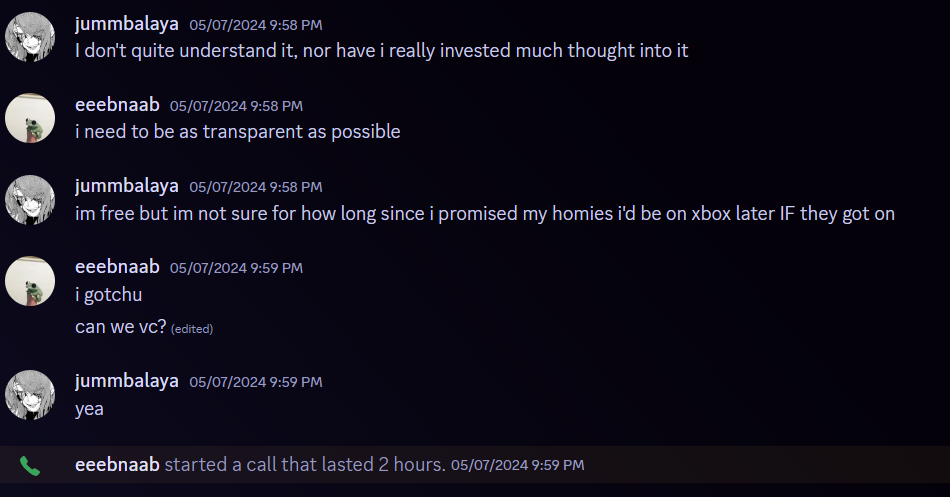 jummbalaya 05/07/2024 9:58 PM
I don't quite understand it, nor have i really invested much thought into it
eeebnaab 05/07/2024 9:58 PM
i need to be as transparent as possible
jummbalaya 05/07/2024 9:58 PM
im free but im not sure for how long since i promised my homies i'd be on xbox later IF they got on
eeebnaab 05/07/2024 9:59 PM
i gotchu
can we vc? (edited)
jummbalaya 05/07/2024 9:59 PM
yea
eeebnaab started a call that lasted 2 hours. 05/07/2024 9:59 PM